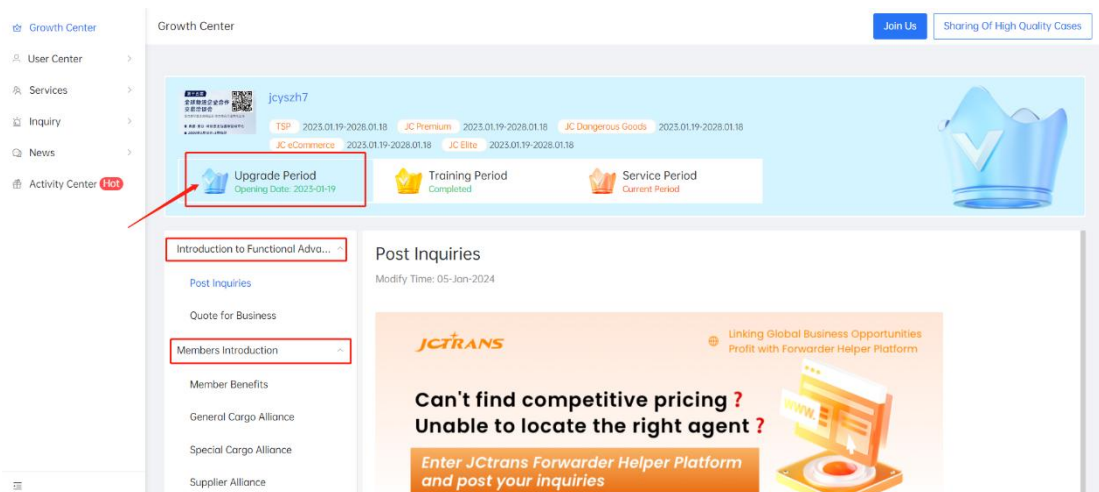 Growth Center
User Center
Services
Inquiry
News
Activity Center Hot
Growth Center
Join Us
Sharing Of High Quality Cases
jcyszh7
TSP 2023.01.19-2028.01.18 JC Premium 2023.01.19-2028.01.18 JC Dangerous Goods 2023.01.19-2028.01.18
JC eCommerce 2023.01.19-2028.01.18 JC Elite 2023.01.19-2028.01.18
Upgrade Period
Opening Date: 2023-01-19
Training Period
Completed
Service Period
Current Period
Introduction to Functional Adva...
Post Inquiries
Quote for Business
Members Introduction
Member Benefits
General Cargo Alliance
Special Cargo Alliance
Supplier Alliance
Post Inquiries
Modify Time: 05-Jan-2024
JCTRANS
Linking Global Business Opportunities
Profit with Forwarder Helper Platform
Can't find competitive pricing ?
Unable to locate the right agent ?
Enter JCtrans Forwarder Helper Platform
and post your inquiries
WWW.